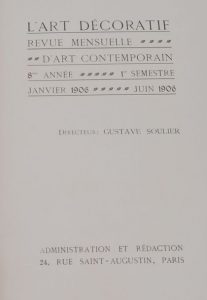 L'ART DÉCORATIF
REVUE MENSUELLE
D'ART CONTEMPORAIN
8me ANNÉE 1er SEMESTRE
JANVIER 1906 JUIN 1906
DIRECTEUR: GUSTAVE SOULIER
ADMINISTRATION ET RÉDACTION
24, RUE SAINT-AUGUSTIN, PARIS